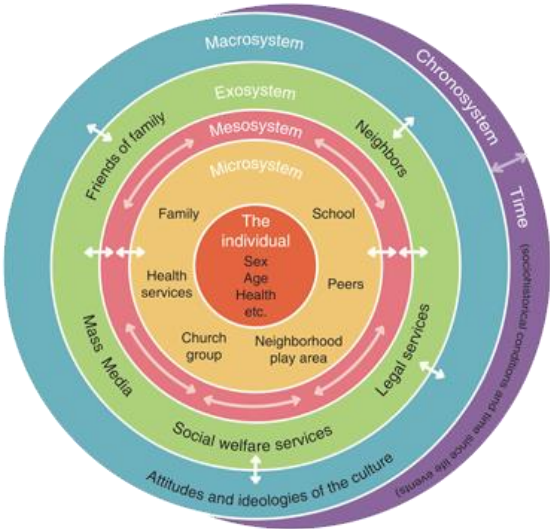 Macrosystem
Chronosystem
Exosystem
Mesosystem
Microsystem
Friends of family
Neighbors
Time
(sociohistorical conditions and time since life events)
Family
School
The
individual
Sex
Age
Health
etc.
Health
services
Peers
Church
group
Neighborhood
play area
Mass Media
Legal services
Social welfare services
Attitudes and ideologies of the culture